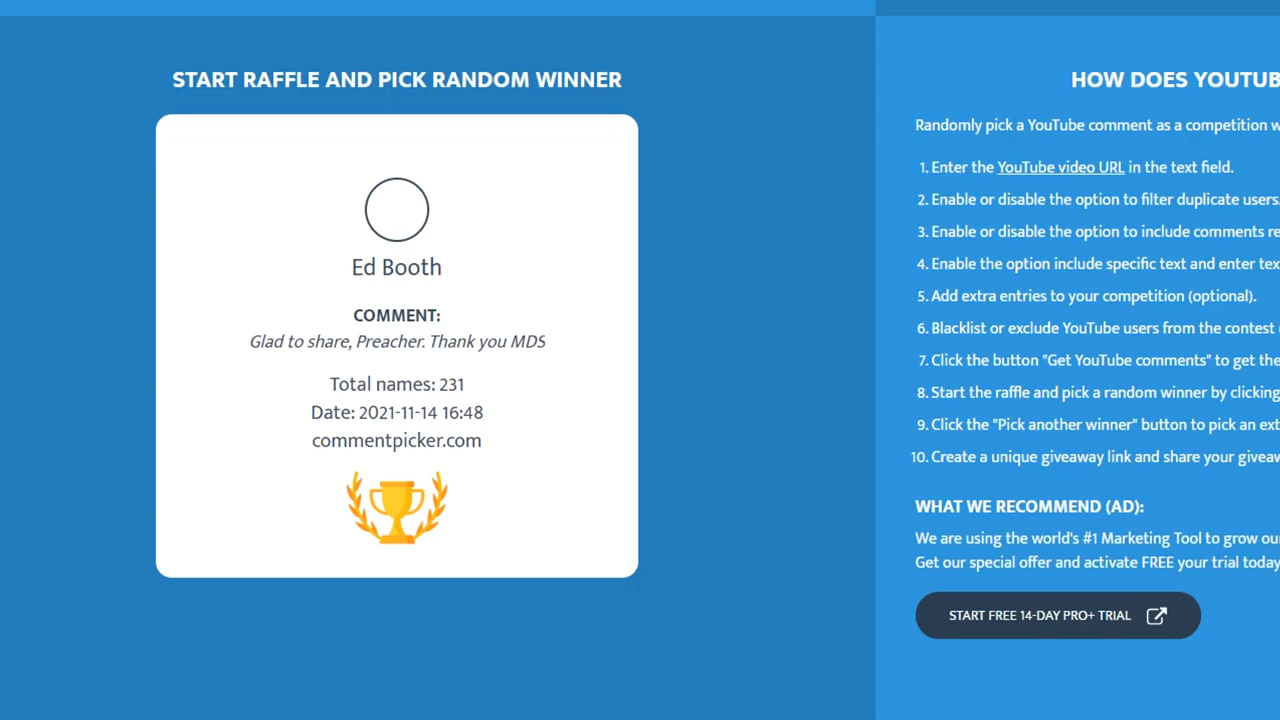 START RAFFLE AND PICK RANDOM WINNER
Ed Booth
COMMENT:
Glad to share, Preacher. Thank you MDS
Total names: 231
Date: 2021-11-14 16:48
commentpicker.com
HOW DOES YOUTUB
Randomly pick a YouTube comment as a competition w
1. Enter the YouTube video URL in the text field.
2. Enable or disable the option to filter duplicate users.
3. Enable or disable the option to include comments re
4. Enable the option include specific text and enter tex
5. Add extra entries to your competition (optional).
6. Blacklist or exclude YouTube users from the contest (
7. Click the button "Get YouTube comments" to get the
8. Start the raffle and pick a random winner by clicking
9. Click the "Pick another winner" button to pick an ext
10. Create a unique giveaway link and share your giveaw
WHAT WE RECOMMEND (AD):
We are using the world's #1 Marketing Tool to grow ou
Get our special offer and activate FREE your trial today
START FREE 14-DAY PRO+ TRIAL